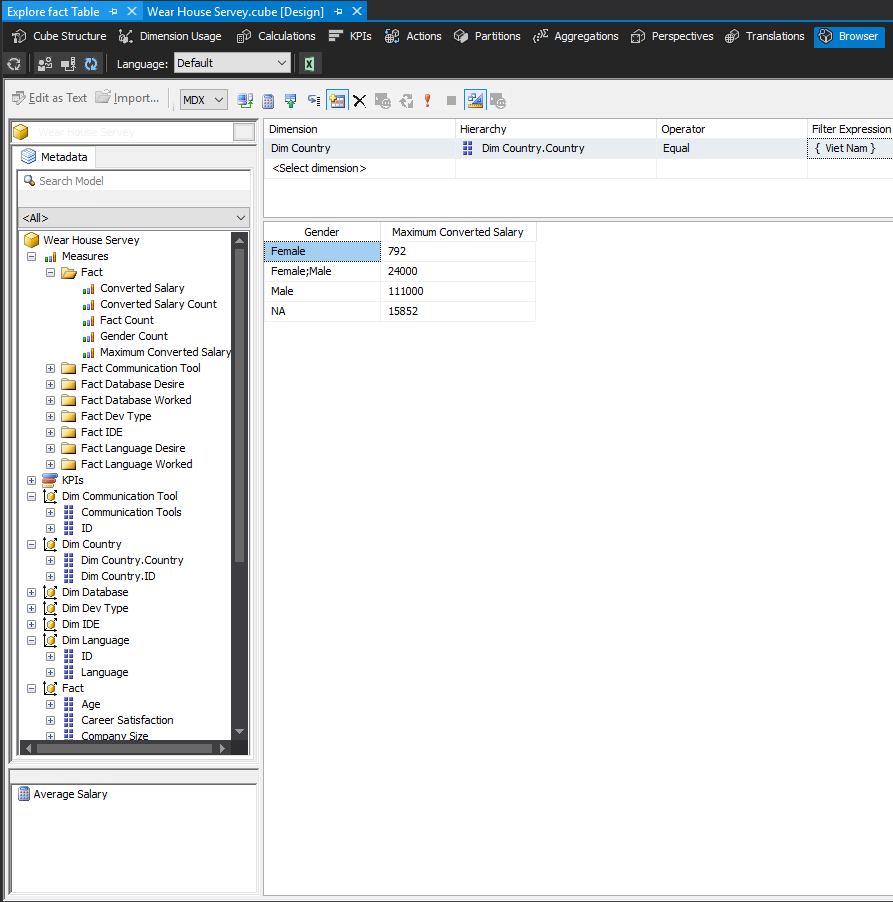 Explore fact Table
Wear House Servey.cube [Design]
Cube Structure
Dimension Usage
Calculations
KPIs
Actions
Partitions
Aggregations
Perspectives
Translations
Browser
Language:
Default
Edit as Text
Import...
MDX
Wear House Servey
Metadata
Search Model
<All>
Wear House Servey
Measures
Fact
Converted Salary
Converted Salary Count
Fact Count
Gender Count
Maximum Converted Salary
Fact Communication Tool
Fact Database Desire
Fact Database Worked
Fact Dev Type
Fact IDE
Fact Language Desire
Fact Language Worked
KPIs
Dim Communication Tool
Communication Tools
ID
Dim Country
Dim Country.Country
Dim Country.ID
Dim Database
Dim Dev Type
Dim IDE
Dim Language
ID
Language
Fact
Age
Career Satisfaction
Company Size
Average Salary
Dimension Hierarchy Operator Filter Expression
Dim Country Dim Country.Country Equal { Viet Nam }
<Select dimension>
Gender Maximum Converted Salary
Female 792
Female;Male 24000
Male 111000
NA 15852